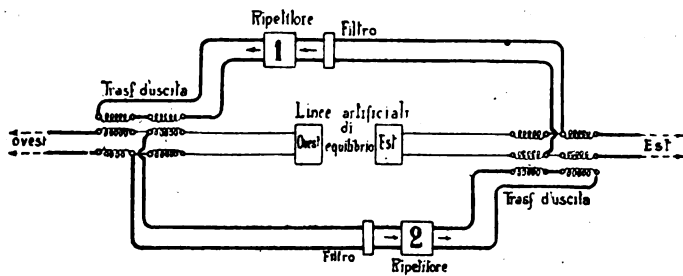 Ripetitore
Filtro
1
Trasf. d'uscita
Linee artificiali
di
equilibrio
Ovest
Est
Ovest
Est
Trasf. d'uscita
2
Filtro
Ripetitore